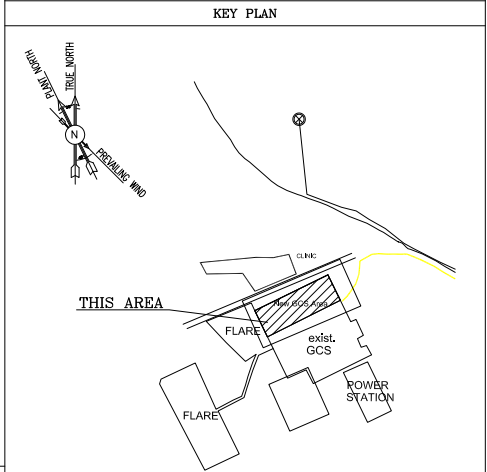 KEY PLAN
PLANT NORTH
TRUE NORTH
N
PREVAILING WIND
CLINIC
THIS AREA
New GCS Area
FLARE
exist.
GCS
POWER
STATION
FLARE